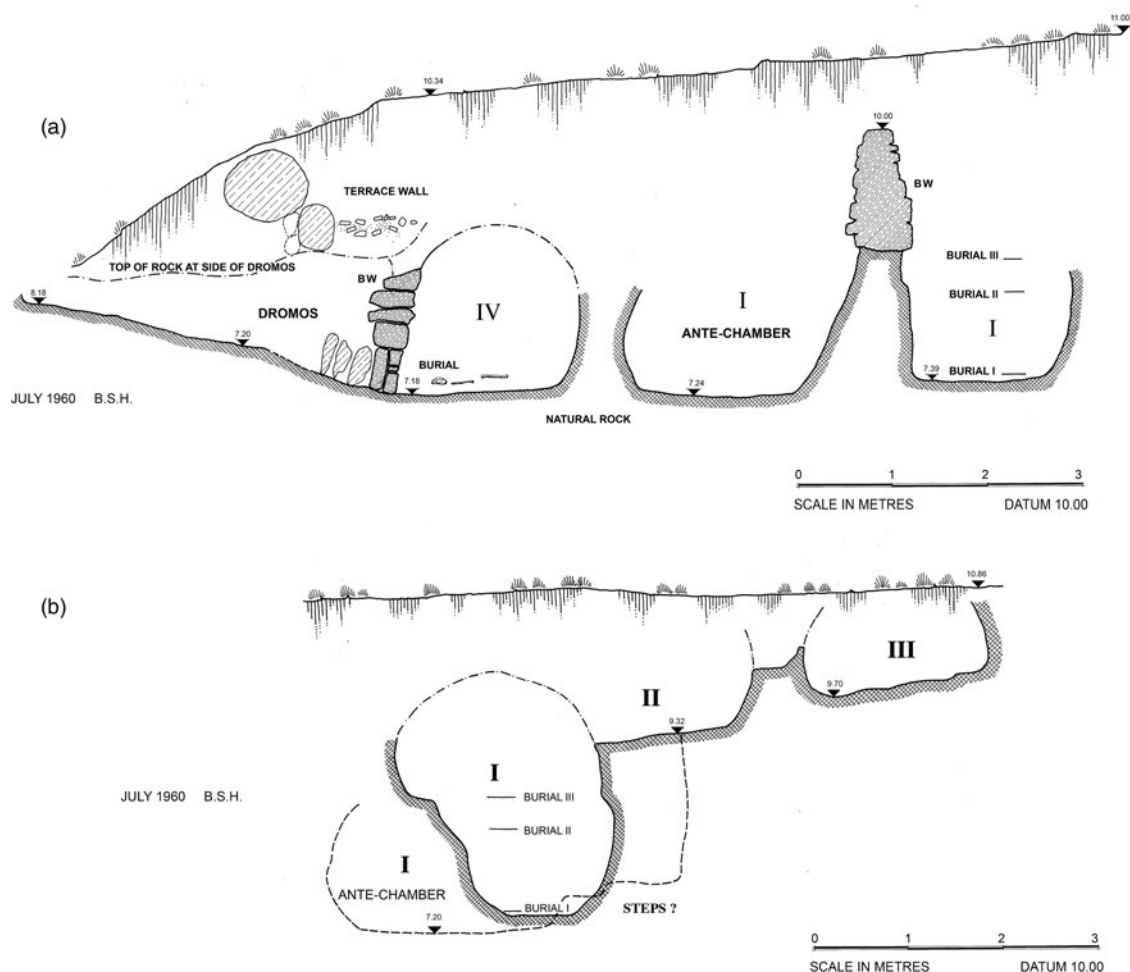 11.00
10.34
(a)
10.00
TERRACE WALL
BW
BURIAL III
TOP OF ROCK AT SIDE OF DROMOS
BW
BURIAL II
8.18
DROMOS
IV
I
ANTE-CHAMBER
I
7.20
BURIAL
BURIAL I
7.18
7.24
7.39
JULY 1960 B.S.H.
NATURAL ROCK
0 1 2 3
SCALE IN METRES DATUM 10.00
(b)
10.86
III
II
9.70
9.32
I
JULY 1960 B.S.H.
BURIAL III
BURIAL II
I
ANTE-CHAMBER
BURIAL I
STEPS ?
7.20
0 1 2 3
SCALE IN METRES DATUM 10.00